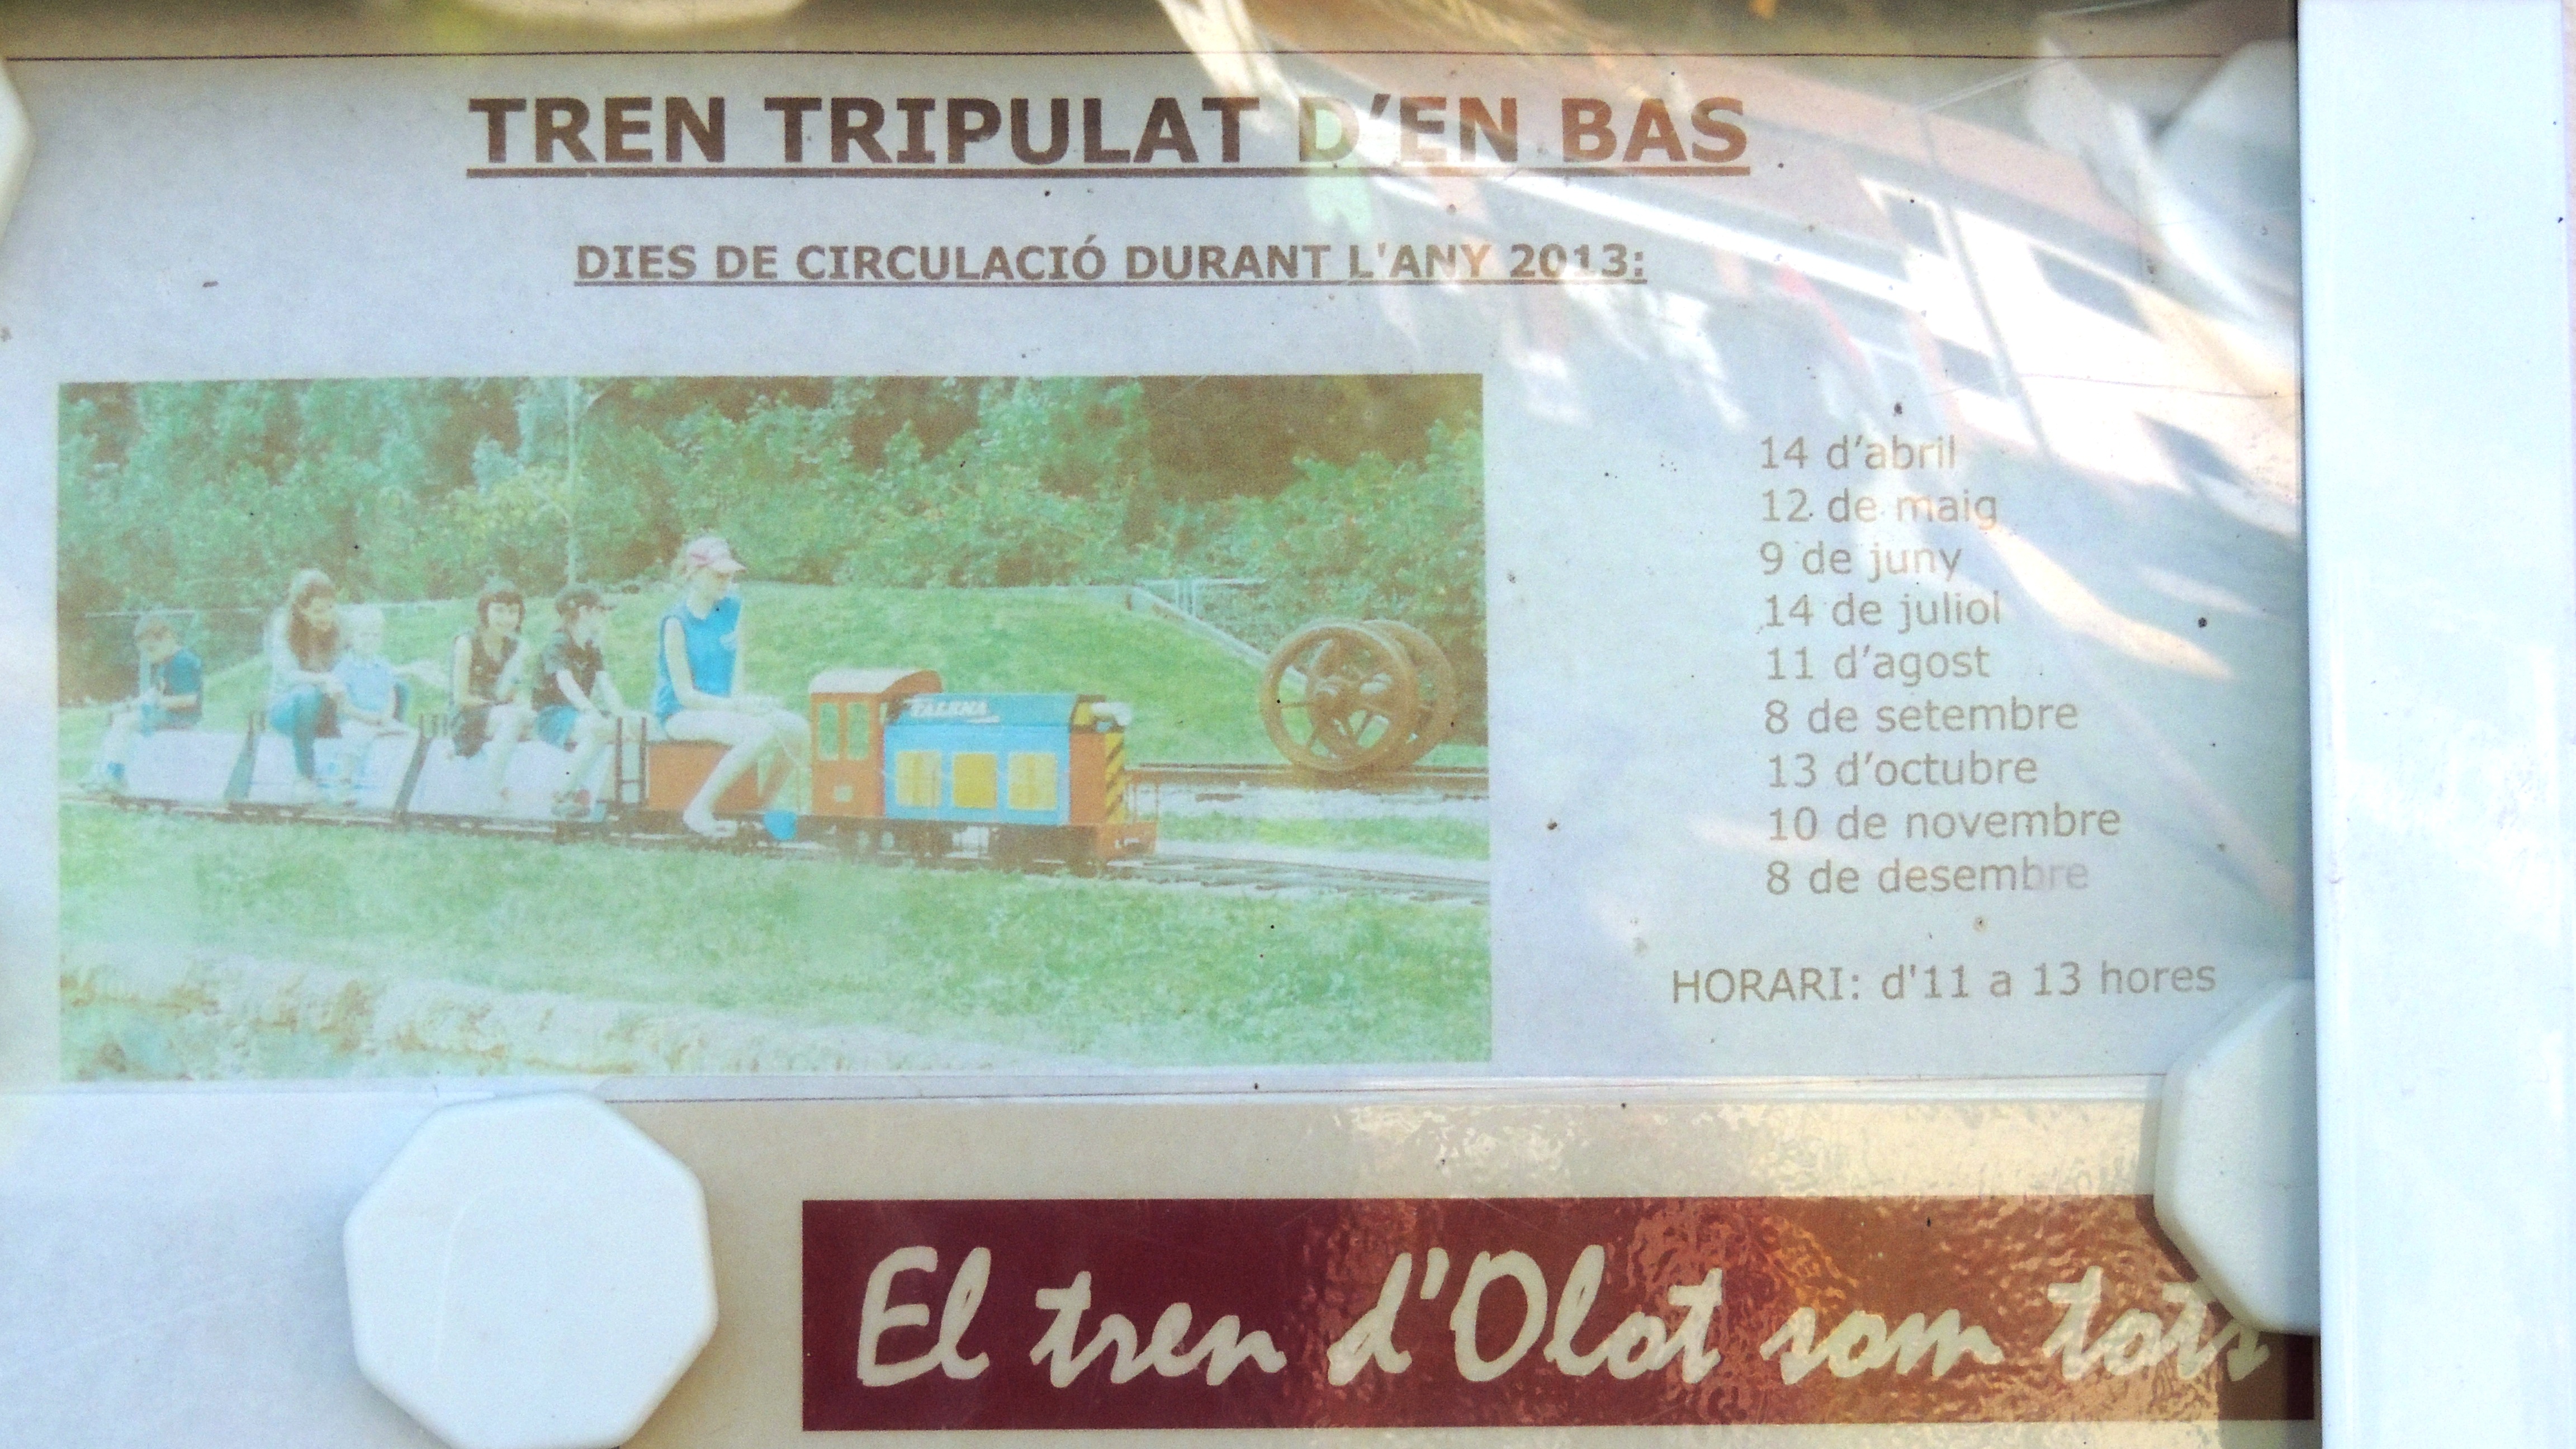 TREN TRIPULAT D'EN BAS
DIES DE CIRCULACIÓ DURANT L'ANY 2013:
14 d'abril
12 de maig
9 de juny
14 de juliol
11 d'agost
8 de setembre
13 d'octubre
10 de novembre
8 de desembre
HORARI: d'11 a 13 hores
El tren d'Olot som tots